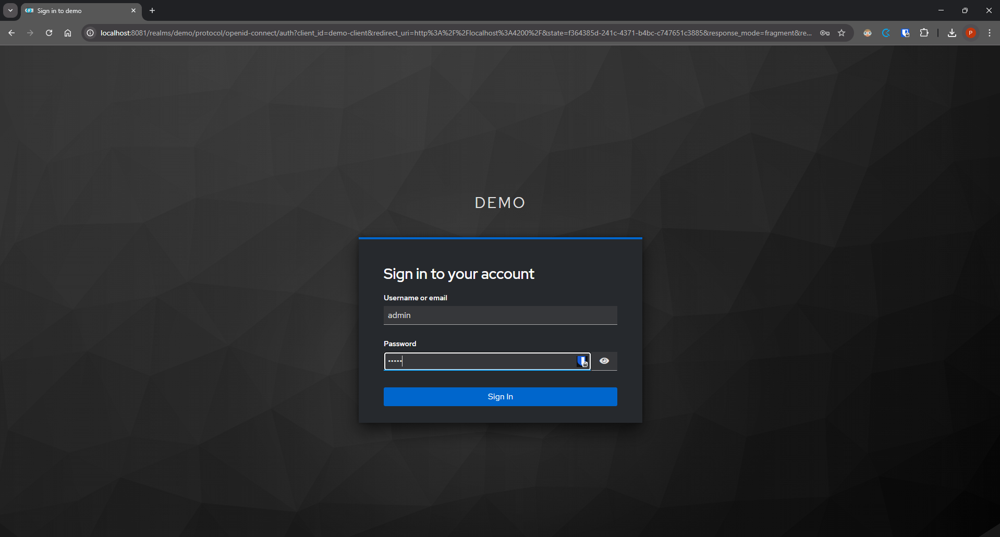 Sign in to demo
localhost:8081/realms/demo/protocol/openid-connect/auth?client_id=demo-client&redirect_uri=http%3A%2F%2Flocalhost%3A4200%2F&state=f364385d-241c-4371-b4bc-c747651c3885&response_mode=fragment&re...
P
DEMO
Sign in to your account
Username or email
admin
Password
•••••
Sign In